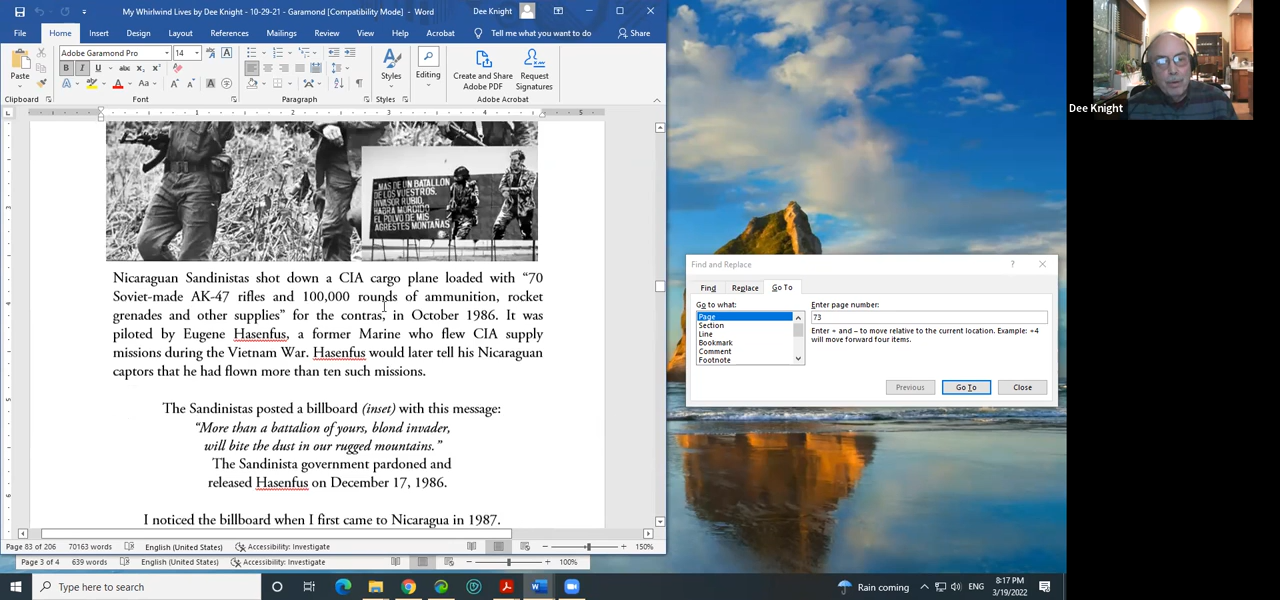 My Whirlwind Lives by Dee Knight - 10-29-21 - Garamond [Compatibility Mode] - Word
Dee Knight
File Home Insert Design Layout References Mailings Review View Help Acrobat Tell me what you want to do Share
Adobe Garamond Pro 14
Paste
Styles
Editing
Create and Share Adobe PDF
Request Signatures
Clipboard Font Paragraph Styles Adobe Acrobat
"MAS DE UN BATALLON
DE LOS VUESTROS,
INVASOR RUBIO,
HABRA MORDIDO
EL POLVO DE MIS
AGRESTES MONTAÑAS
Nicaraguan Sandinistas shot down a CIA cargo plane loaded with “70
Soviet-made AK-47 rifles and 100,000 rounds of ammunition, rocket
grenades and other supplies” for the contras, in October 1986. It was
piloted by Eugene Hasenfus, a former Marine who flew CIA supply
missions during the Vietnam War. Hasenfus would later tell his Nicaraguan
captors that he had flown more than ten such missions.
The Sandinistas posted a billboard (inset) with this message:
“More than a battalion of yours, blond invader,
will bite the dust in our rugged mountains.”
The Sandinista government pardoned and
released Hasenfus on December 17, 1986.
I noticed the billboard when I first came to Nicaragua in 1987.
Page 83 of 206 70163 words English (United States) Accessibility: Investigate 150%
Page 3 of 4 639 words English (United States) Accessibility: Investigate 100%
Find and Replace
Find Replace Go To
Go to what:
Page
Section
Line
Bookmark
Comment
Footnote
Enter page number:
73
Enter + and – to move relative to the current location. Example: +4
will move forward four items.
Previous Go To Close
Dee Knight
Type here to search
Rain coming
ENG
8:17 PM
3/19/2022